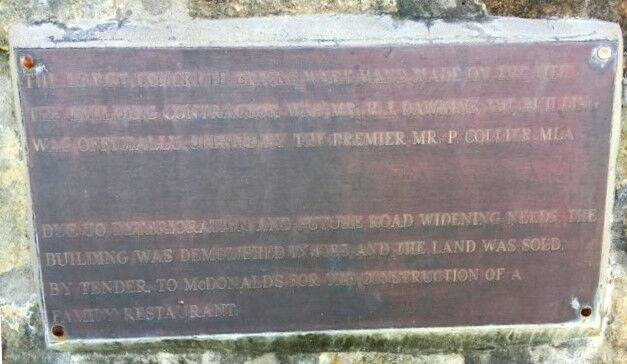 THE LARGE CONCRETE BRICKS WERE HAND MADE ON THE SITE
THE BUILDING CONTRACTOR WAS MR. DAWKINS. THE BUILDING
WAS OFFICIALLY OPENED BY THE PREMIER MR. P. COLLIER. MLA
DUE TO DETERIORATION AND FUTURE ROAD WIDENING NEEDS, THE
BUILDING WAS DEMOLISHED IN AND THE LAND WAS SOLD,
BY TENDER, TO McDONALDS FOR THE CONSTRUCTION OF A
FAMILY RESTAURANT.